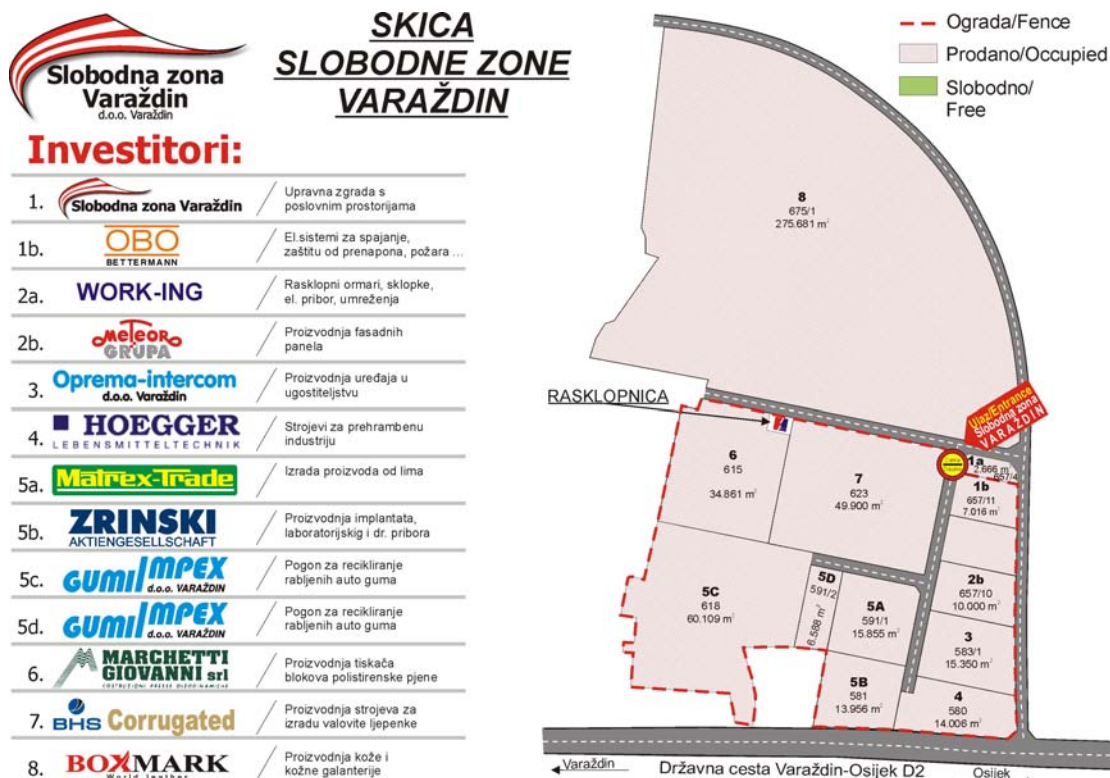 Slobodna zona
Varaždin
d.o.o. Varaždin
SKICA
SLOBODNE ZONE
VARAŽDIN
Ograda/Fence
Prodano/Occupied
Slobodno/
Free
Investitori:
1. Slobodna zona Varaždin
Upravna zgrada s
poslovnim prostorijama
1b. OBO
BETTERMANN
El.sistemi za spajanje,
zaštitu od prenapona, požara ...
2a. WORK-ING
Rasklopni ormari, sklopke,
el. pribor, umreženja
2b. METEOR
GRUPA
Proizvodnja fasadnih
panela
3. Oprema-intercom
d.o.o. Varaždin
Proizvodnja uređaja u
ugostiteljstvu
4. HOEGGER
LEBENSMITTELTECHNIK
Strojevi za prehrambenu
industriju
5a. Matrex-Trade
Izrada proizvoda od lima
5b. ZRINSKI
AKTIENGESELLSCHAFT
Proizvodnja implantata,
laboratorijskig i dr. pribora
5c. GUMIIMPEX
d.o.o. VARAŽDIN
Pogon za recikliranje
rabljenih auto guma
5d. GUMIIMPEX
d.o.o. VARAŽDIN
Pogon za recikliranje
rabljenih auto guma
6. MARCHETTI
GIOVANNI srl
COSTRUZIONI PRESSE OLEODINAMICHE
Proizvodnja tiskača
blokova polistirenske pjene
7. BHS Corrugated
Proizvodnja strojeva za
izradu valovite ljepenke
8. BOXMARK
World leather
Proizvodnja kože i
kožne galanterije
8
675/1
275.681 m²
RASKLOPNICA
Ulaz/Entrance
Slobodna zona
VARAŽDIN
6
615
34.861 m²
7
623
49.900 m²
1a
2.666 m²
657/4
1b
657/11
7.016 m²
2b
657/10
10.000 m²
3
583/1
15.350 m²
4
580
14.006 m²
5C
618
60.109 m²
5D
591/2
6.588 m²
5A
591/1
15.855 m²
5B
581
13.956 m²
Varaždin
Državna cesta Varaždin-Osijek D2
Osijek